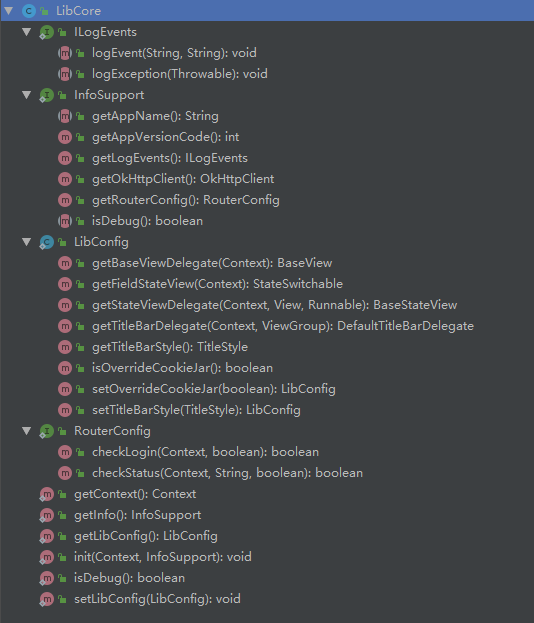 LibCore
ILogEvents
logEvent(String, String): void
logException(Throwable): void
InfoSupport
getAppName(): String
getAppVersionCode(): int
getLogEvents(): ILogEvents
getOkHttpClient(): OkHttpClient
getRouterConfig(): RouterConfig
isDebug(): boolean
LibConfig
getBaseViewDelegate(Context): BaseView
getFieldStateView(Context): StateSwitchable
getStateViewDelegate(Context, View, Runnable): BaseStateView
getTitleBarDelegate(Context, ViewGroup): DefaultTitleBarDelegate
getTitleBarStyle(): TitleStyle
isOverrideCookieJar(): boolean
setOverrideCookieJar(boolean): LibConfig
setTitleBarStyle(TitleStyle): LibConfig
RouterConfig
checkLogin(Context, boolean): boolean
checkStatus(Context, String, boolean): boolean
getContext(): Context
getInfo(): InfoSupport
getLibConfig(): LibConfig
init(Context, InfoSupport): void
isDebug(): boolean
setLibConfig(LibConfig): void